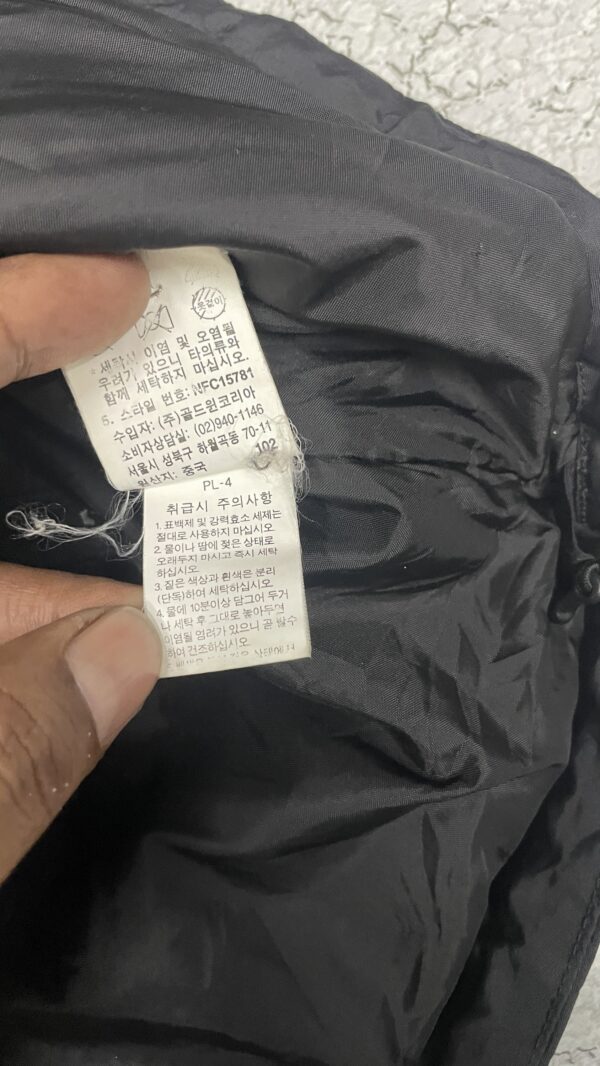 옷걸이
* 세탁시 이염 및 오염될
우려가 있으니 타의류와
함께 세탁하지 마십시오.
5. 스타일 번호: NFC15781
수입자: (주)골드윈코리아
소비자상담실: (02)940-1146
서울시 성북구 하월곡동 70-11
원산지: 중국
102
PL-4
취급시 주의사항
1. 표백제 및 강력효소 세제는
절대로 사용하지 마십시오
2. 물이나 땀에 젖은 상태로
오래두지 마시고 즉시 세탁
하십시오
3. 짙은 색상과 흰색은 분리
(단독)하여 세탁하십시오
4. 물에 10분이상 담그어 두거
나 세탁 후 그대로 놓아두면
이염될 염려가 있으니 곧 탈수
하여 건조하십시오